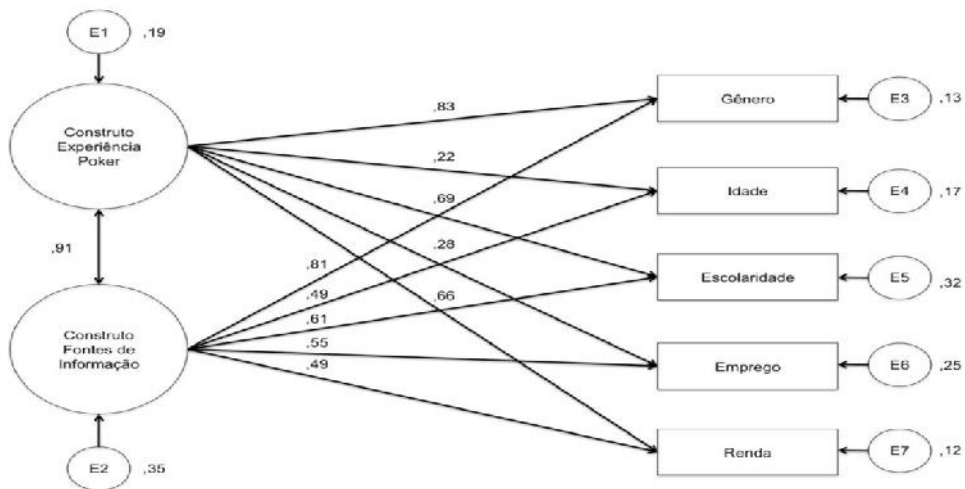 E1 ,19
Construto
Experiência
Poker
,83
Gênero
E3 ,13
,22
Idade
E4 ,17
,69
,91
,28
,81
Escolaridade
E5 ,32
,49
,66
,61
Construto
Fontes de
Informação
,55
,49
Emprego
E6 ,25
Renda
E7 ,12
E2 ,35